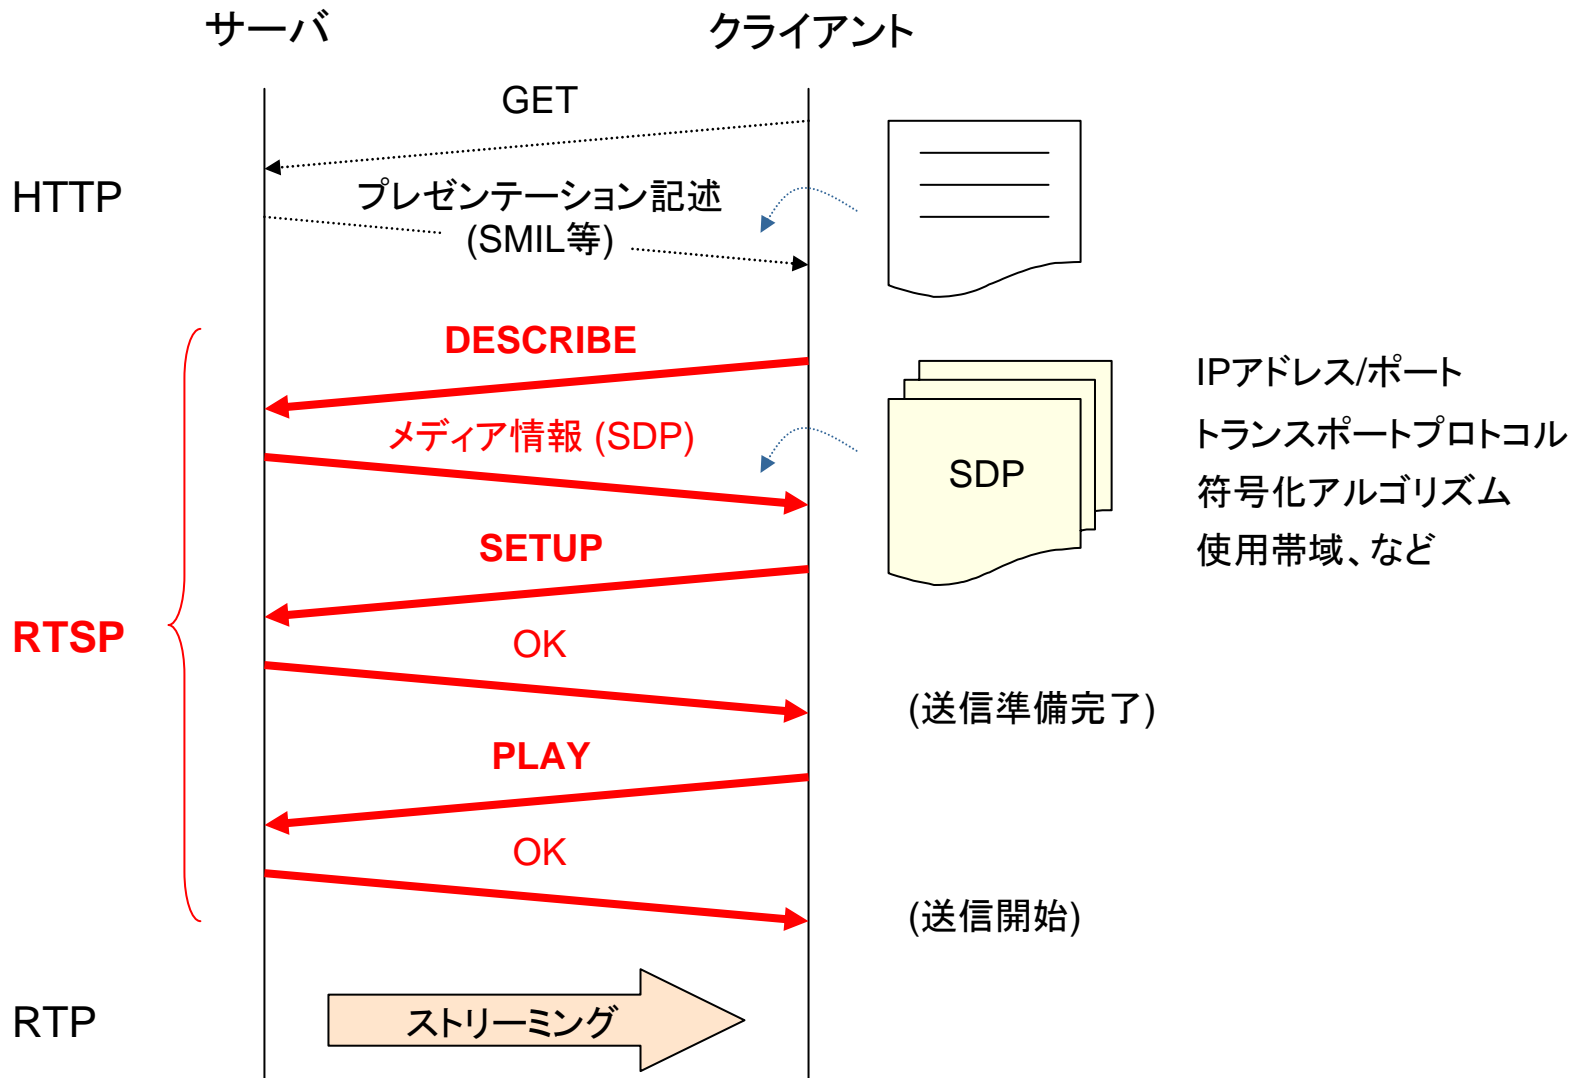 サーバ
クライアント
GET
HTTP
プレゼンテーション記述
(SMIL等)
DESCRIBE
メディア情報 (SDP)
SDP
IPアドレス/ポート
トランスポートプロトコル
符号化アルゴリズム
使用帯域、など
SETUP
RTSP
OK
(送信準備完了)
PLAY
OK
(送信開始)
RTP
ストリーミング